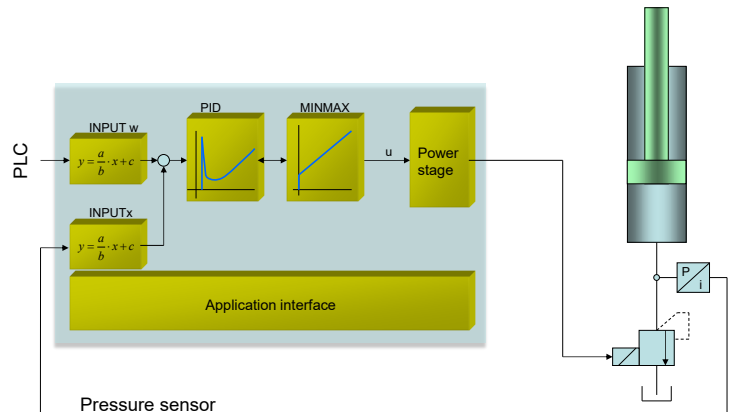 PLC
INPUT w
y = a/b · x + c
PID
MINMAX
u
Power
stage
INPUTx
y = a/b · x + c
Application interface
P
i
Pressure sensor